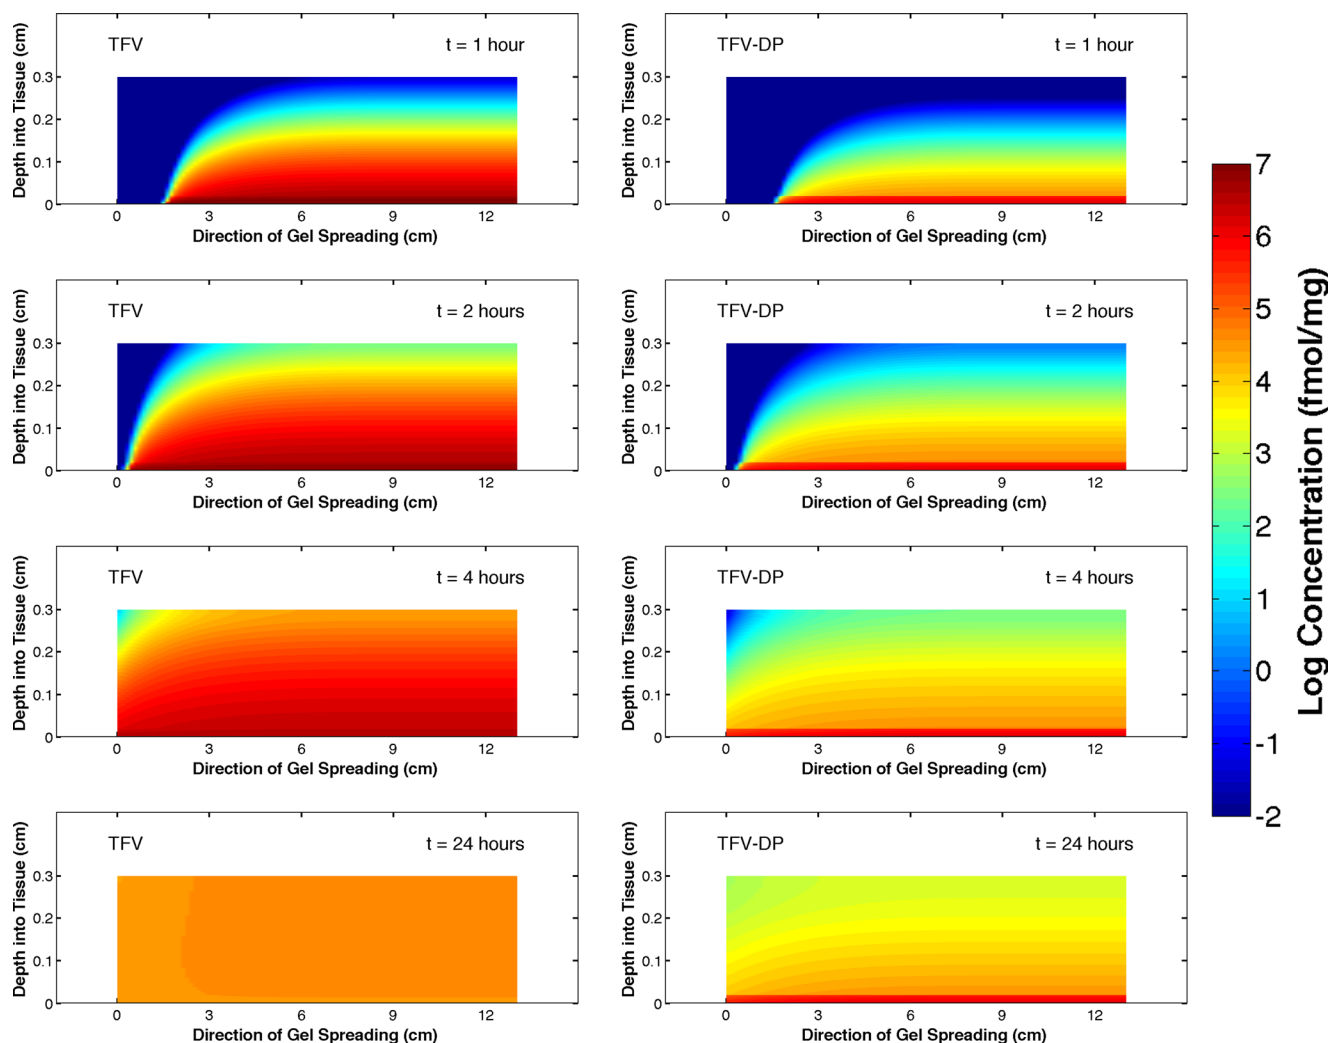 TFV t = 1 hour
Depth into Tissue (cm)
0.3
0.2
0.1
0
0 3 6 9 12
Direction of Gel Spreading (cm)
TFV-DP t = 1 hour
Depth into Tissue (cm)
0.3
0.2
0.1
0
0 3 6 9 12
Direction of Gel Spreading (cm)
TFV t = 2 hours
Depth into Tissue (cm)
0.3
0.2
0.1
0
0 3 6 9 12
Direction of Gel Spreading (cm)
TFV-DP t = 2 hours
Depth into Tissue (cm)
0.3
0.2
0.1
0
0 3 6 9 12
Direction of Gel Spreading (cm)
TFV t = 4 hours
Depth into Tissue (cm)
0.3
0.2
0.1
0
0 3 6 9 12
Direction of Gel Spreading (cm)
TFV-DP t = 4 hours
Depth into Tissue (cm)
0.3
0.2
0.1
0
0 3 6 9 12
Direction of Gel Spreading (cm)
TFV t = 24 hours
Depth into Tissue (cm)
0.3
0.2
0.1
0
0 3 6 9 12
Direction of Gel Spreading (cm)
TFV-DP t = 24 hours
Depth into Tissue (cm)
0.3
0.2
0.1
0
0 3 6 9 12
Direction of Gel Spreading (cm)
7
6
5
4
3
2
1
0
-1
-2
Log Concentration (fmol/mg)